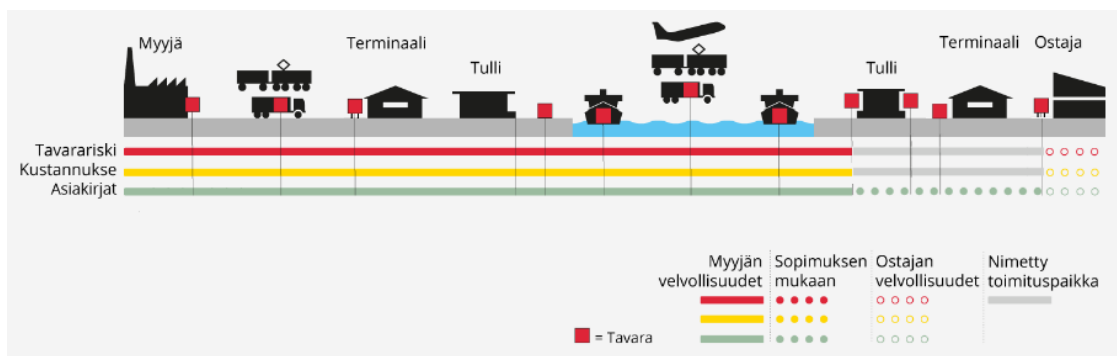 Myyjä
Terminaali
Tulli
Tulli
Terminaali
Ostaja
Tavarariski
Kustannukse
Asiakirjat
Myyjän velvollisuudet
Sopimuksen mukaan
Ostajan velvollisuudet
Nimetty toimituspaikka
= Tavara